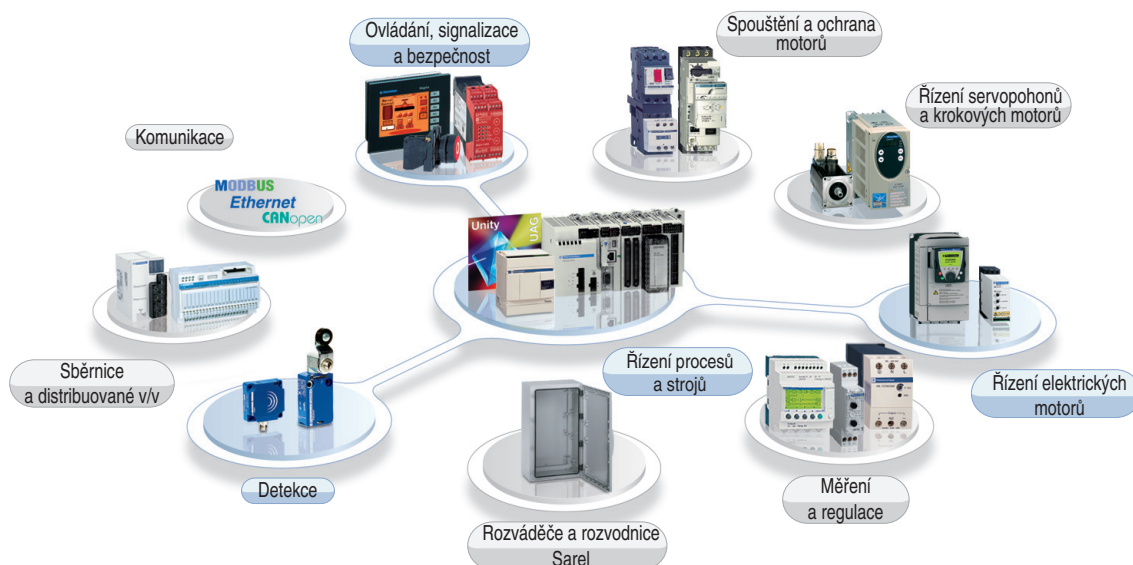 Ovládání, signalizace
a bezpečnost
Spouštění a ochrana
motorů
Řízení servopohonů
a krokových motorů
Komunikace
MODBUS
Ethernet
CANopen
Unity
UAG
Sběrnice
a distribuované v/v
Řízení procesů
a strojů
Řízení elektrických
motorů
Detekce
Měření
a regulace
Rozváděče a rozvodnice
Sarel